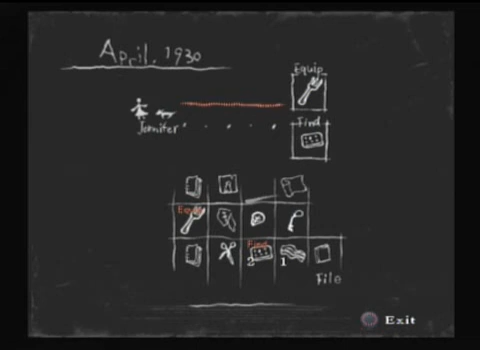 April. 1930
Equip
Jennifer
Find
Equip
Find
2
1
File
Exit